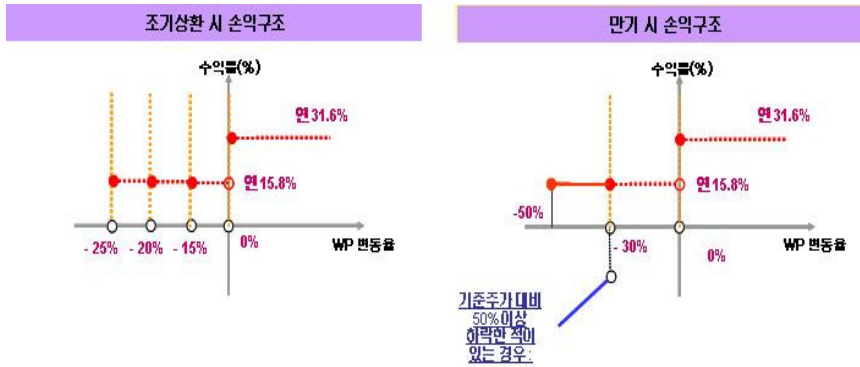 조기상환 시 손익구조
수익률(%)
연 31.6%
연 15.8%
- 25%
- 20%
- 15%
0%
WP 변동율
만기 시 손익구조
수익률(%)
연 31.6%
연 15.8%
-50%
- 30%
0%
WP 변동율
기준주가 대비
50%이상
하락한 적이
있는 경우 :